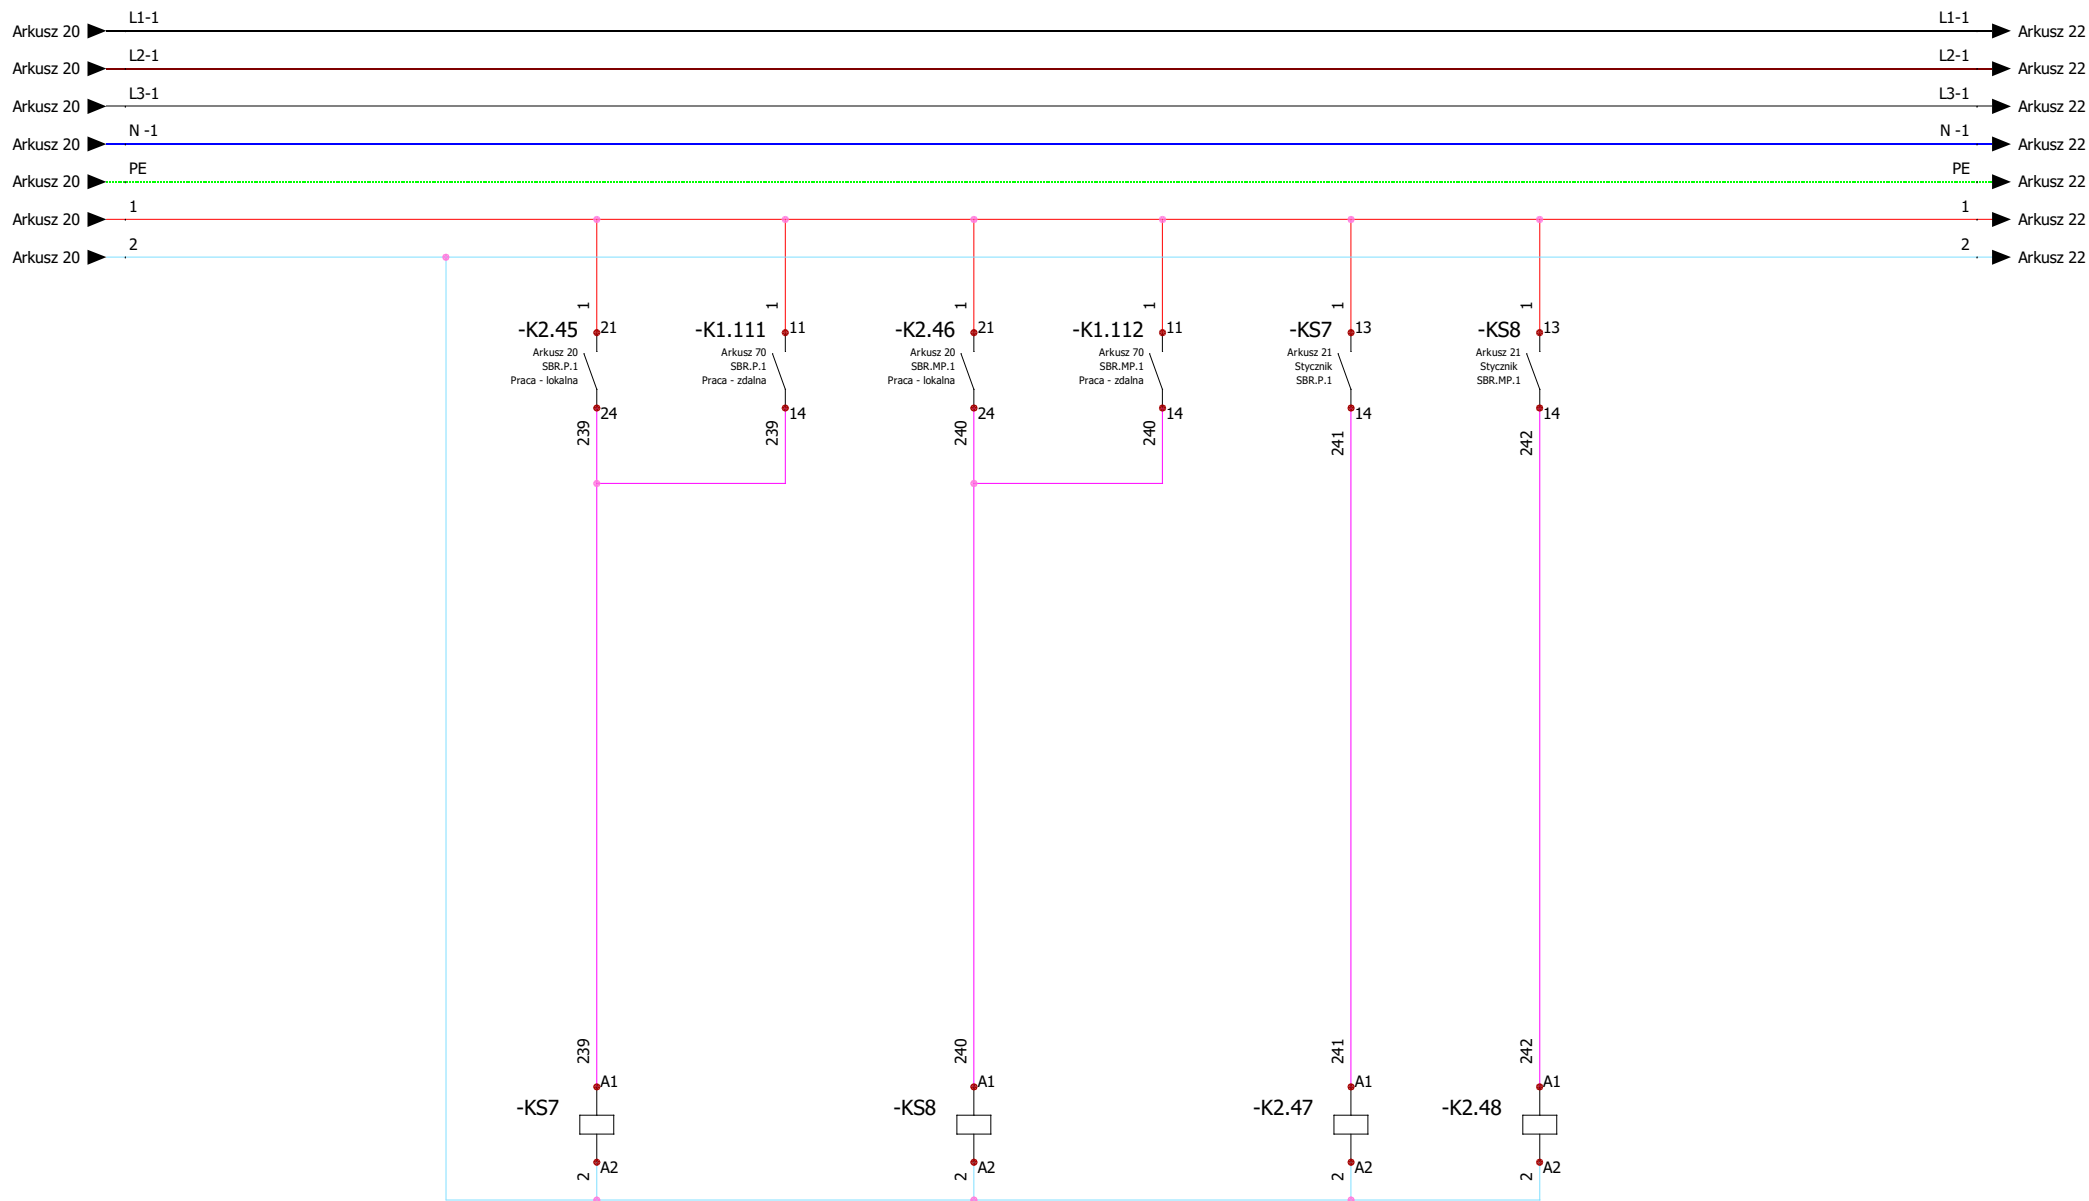 Arkusz 20 L1-1 L1-1 Arkusz 22
Arkusz 20 L2-1 L2-1 Arkusz 22
Arkusz 20 L3-1 L3-1 Arkusz 22
Arkusz 20 N -1 N -1 Arkusz 22
Arkusz 20 PE PE Arkusz 22
Arkusz 20 1 1 Arkusz 22
Arkusz 20 2 2 Arkusz 22
1
-K2.45 21
Arkusz 20
SBR.P.1
Praca - lokalna
24
239
1
-K1.111 11
Arkusz 70
SBR.P.1
Praca - zdalna
14
239
1
-K2.46 21
Arkusz 20
SBR.MP.1
Praca - lokalna
24
240
1
-K1.112 11
Arkusz 70
SBR.MP.1
Praca - zdalna
14
240
1
-KS7 13
Arkusz 21
Stycznik
SBR.P.1
14
241
1
-KS8 13
Arkusz 21
Stycznik
SBR.MP.1
14
242
239
A1
-KS7
A2
2
240
A1
-KS8
A2
2
241
A1
-K2.47
A2
2
242
A1
-K2.48
A2
2